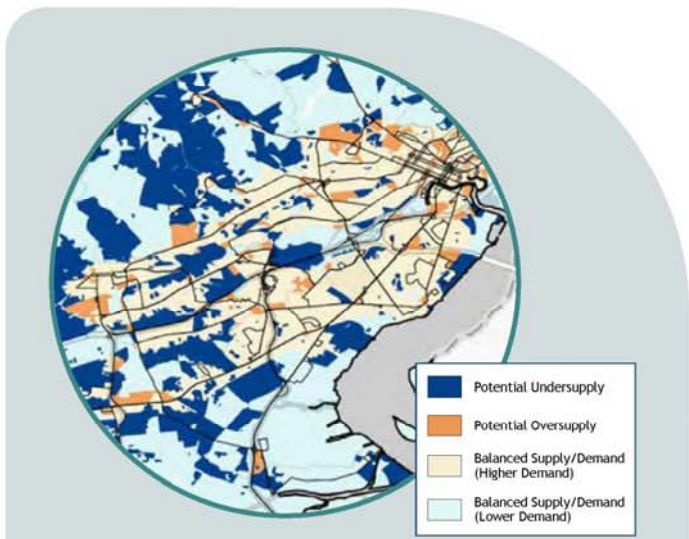 Potential Undersupply
Potential Oversupply
Balanced Supply/Demand
(Higher Demand)
Balanced Supply/Demand
(Lower Demand)